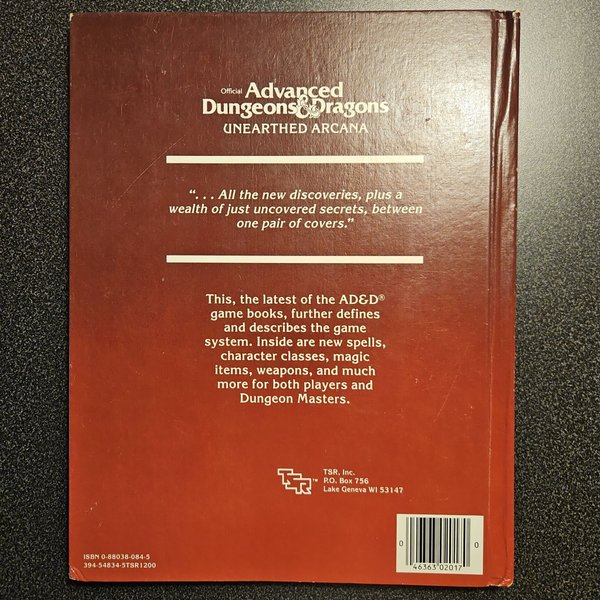 Official Advanced
Dungeons & Dragons
UNEARTHED ARCANA
“. . . All the new discoveries, plus a
wealth of just uncovered secrets, between
one pair of covers.”
This, the latest of the AD&D®
game books, further defines
and describes the game
system. Inside are new spells,
character classes, magic
items, weapons, and much
more for both players and
Dungeon Masters.
TSR™
TSR, Inc.
P.O. Box 756
Lake Geneva WI 53147
ISBN 0-88038-084-5
394-54834-5TSR1200
0 46363 02017 0